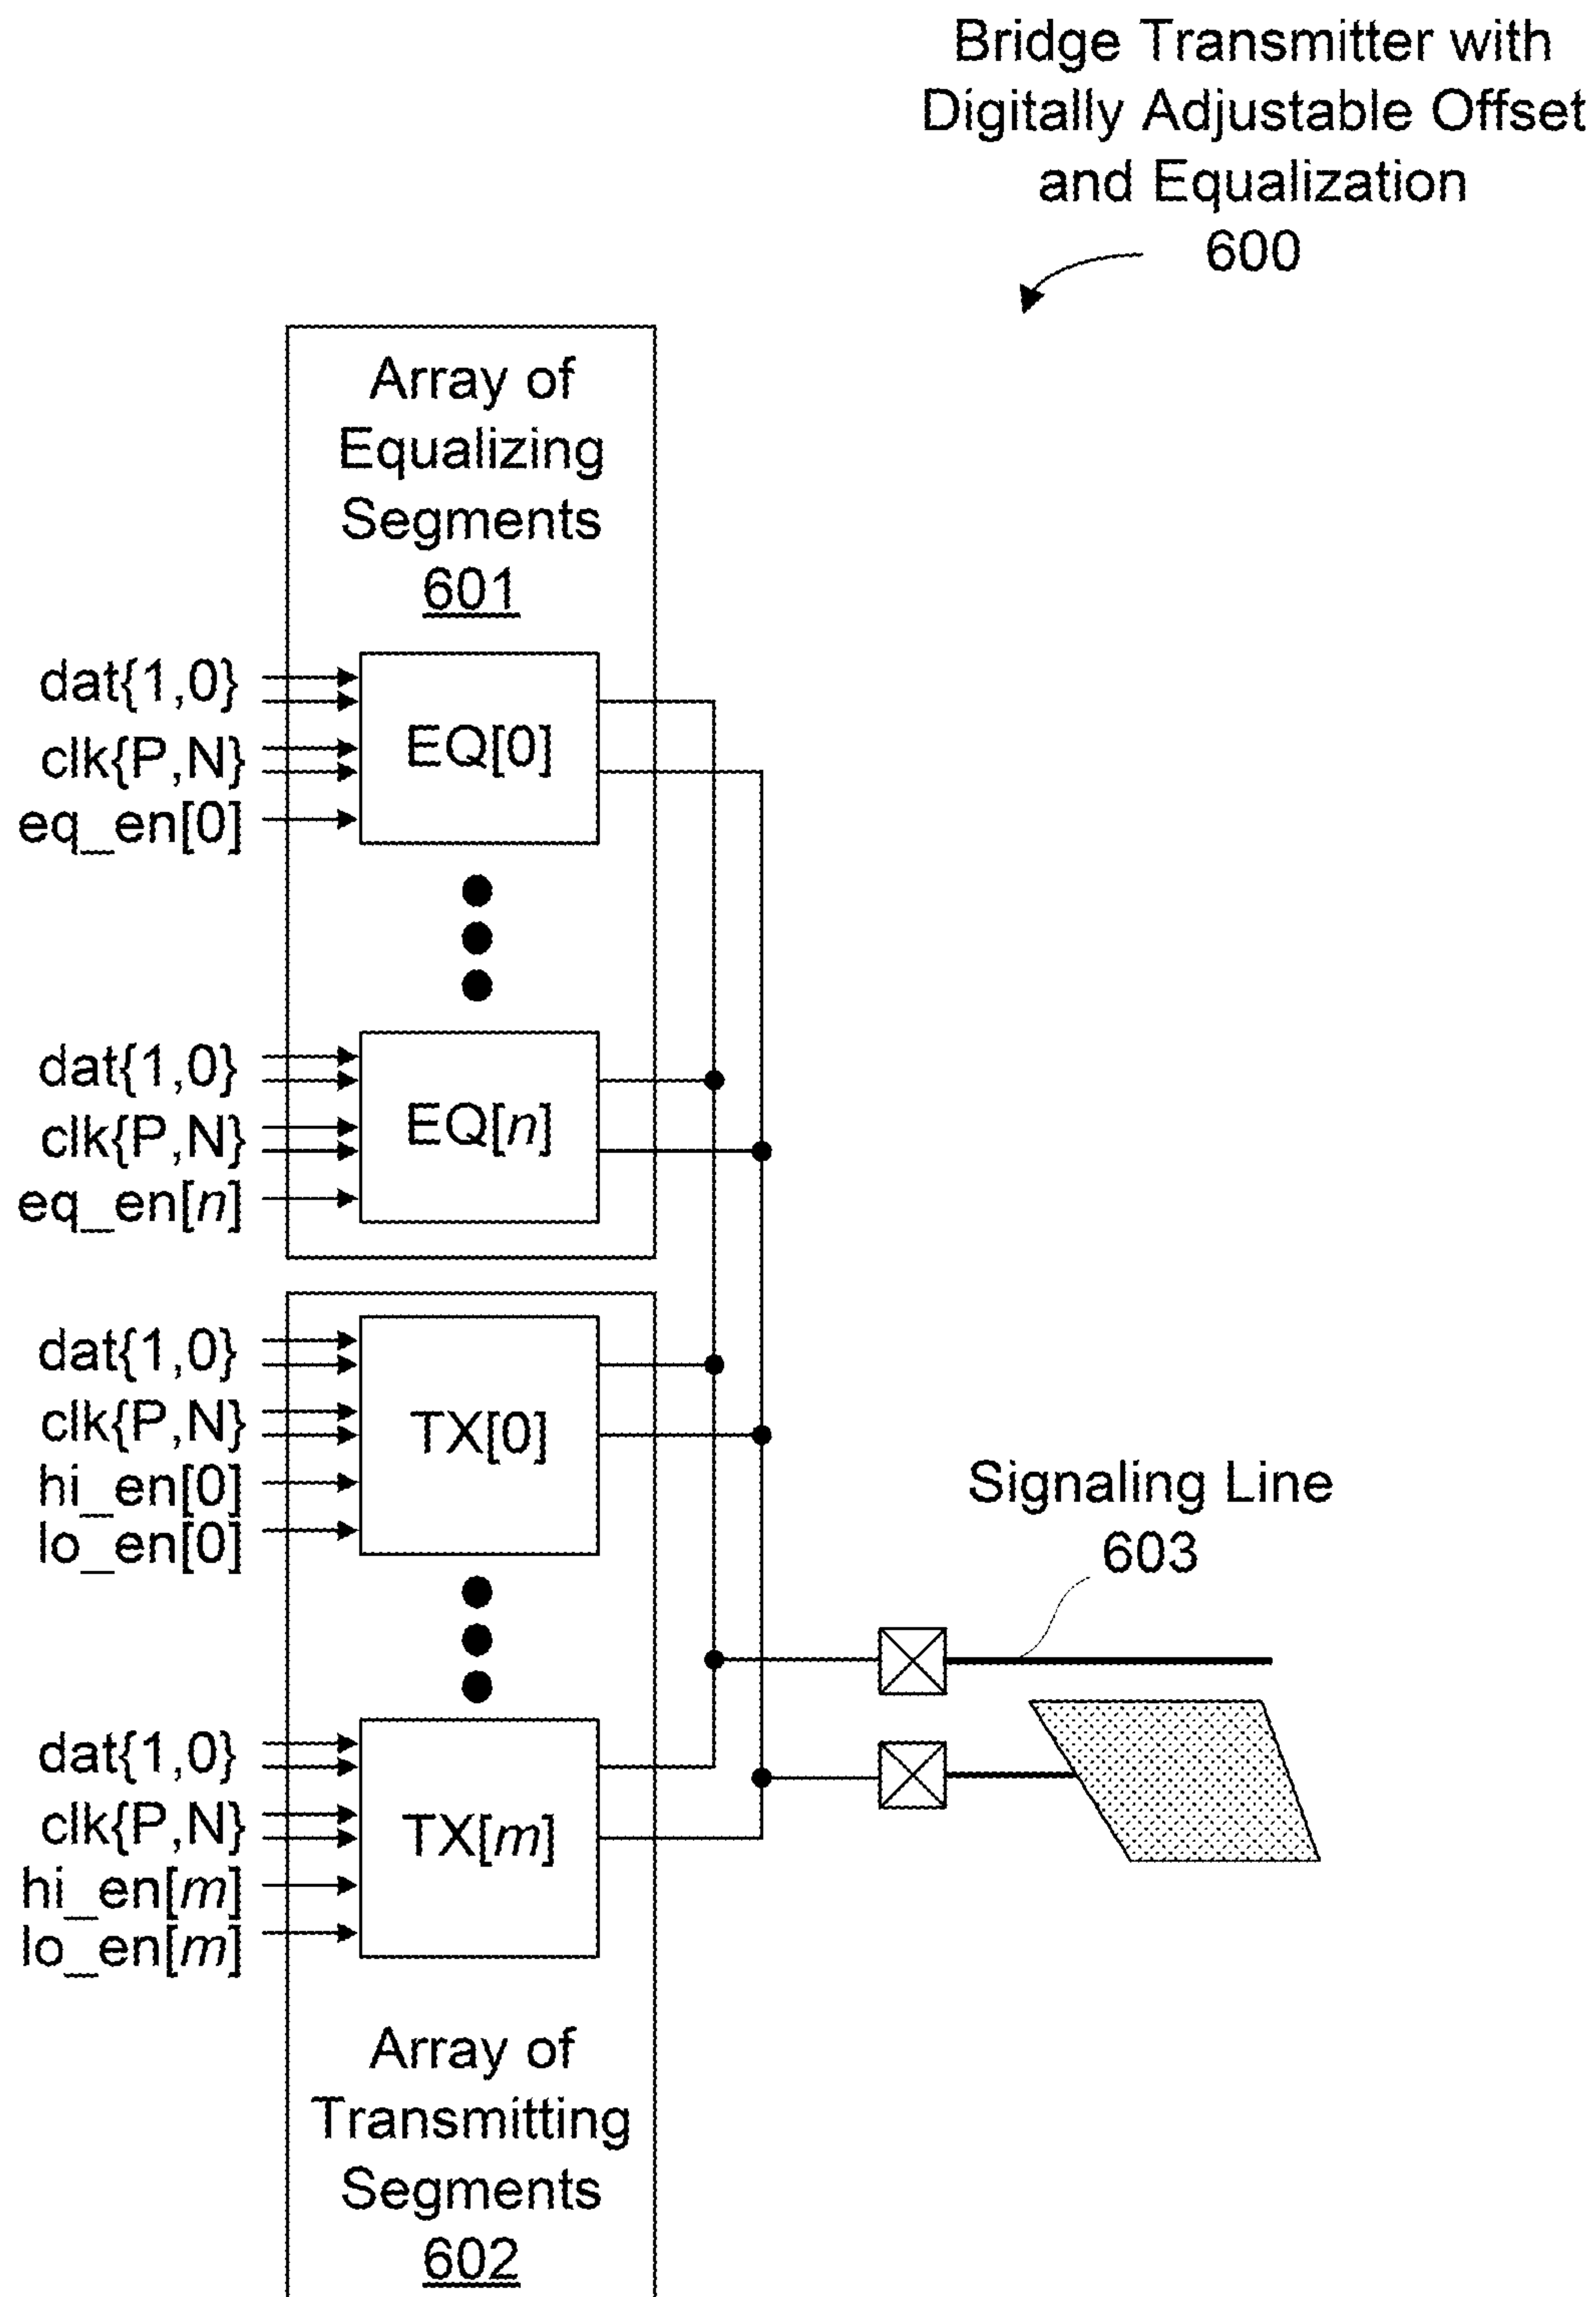 Bridge Transmitter with
Digitally Adjustable Offset
and Equalization
600
Array of
Equalizing
Segments
601
dat{1,0}
clk{P,N}
eq_en[0]
EQ[0]
dat{1,0}
clk{P,N}
eq_en[n]
EQ[n]
dat{1,0}
clk{P,N}
hi_en[0]
lo_en[0]
TX[0]
Signaling Line
603
dat{1,0}
clk{P,N}
hi_en[m]
lo_en[m]
TX[m]
Array of
Transmitting
Segments
602